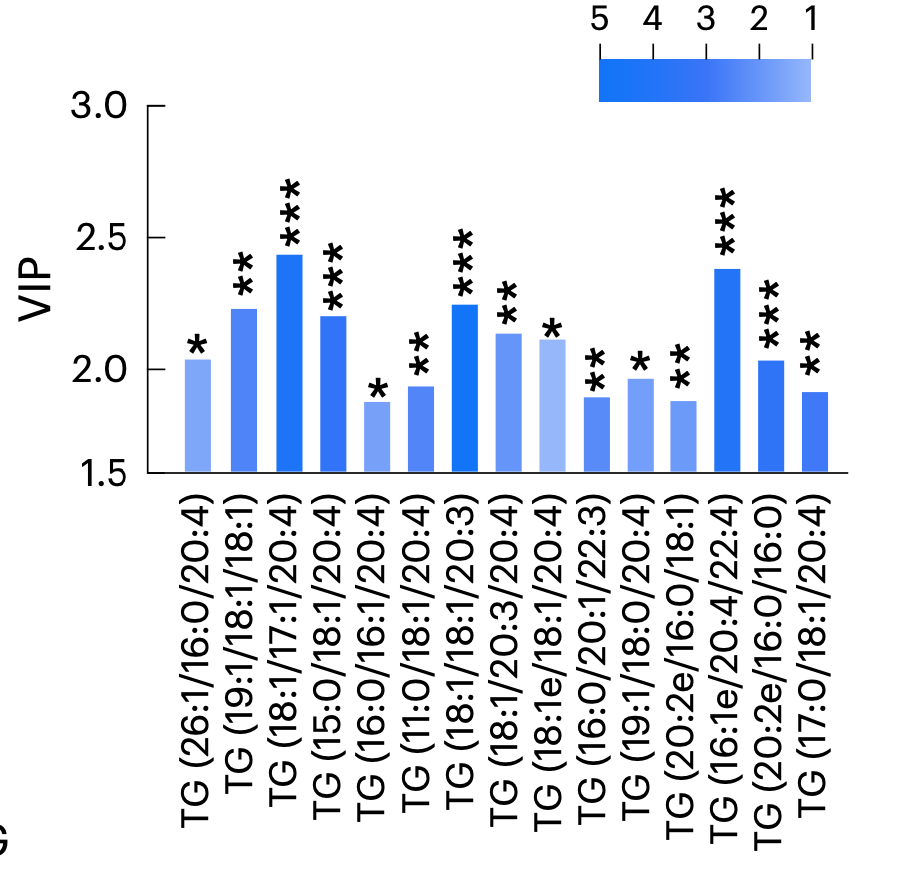 5 4 3 2 1
3.0
2.5
2.0
1.5
VIP
*
**
***
***
*
**
***
**
*
**
*
**
***
***
**
TG (26:1/16:0/20:4)
TG (19:1/18:1/18:1)
TG (18:1/17:1/20:4)
TG (15:0/18:1/20:4)
TG (16:0/16:1/20:4)
TG (11:0/18:1/20:4)
TG (18:1/18:1/20:3)
TG (18:1/20:3/20:4)
TG (18:1e/18:1/20:4)
TG (16:0/20:1/22:3)
TG (19:1/18:0/20:4)
TG (20:2e/16:0/18:1)
TG (16:1e/20:4/22:4)
TG (20:2e/16:0/16:0)
TG (17:0/18:1/20:4)